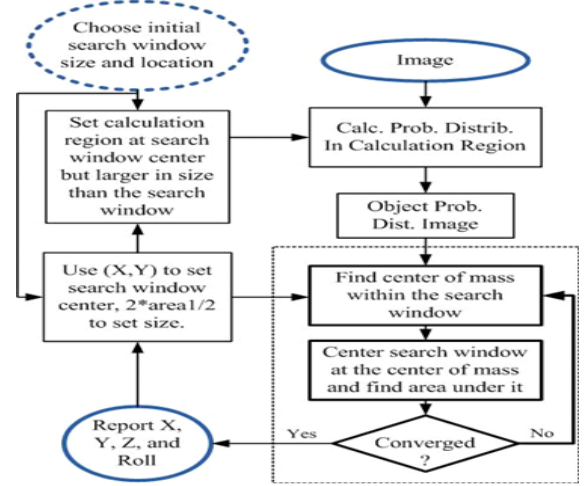 Choose initial
search window
size and location
Image
Set calculation
region at search
window center
but larger in size
than the search
window
Calc. Prob. Distrib.
In Calculation Region
Object Prob.
Dist. Image
Use (X,Y) to set
search window
center, 2*area1/2
to set size.
Find center of mass
within the search
window
Center search window
at the center of mass
and find area under it
Report X,
Y, Z, and
Roll
Yes
Converged
?
No